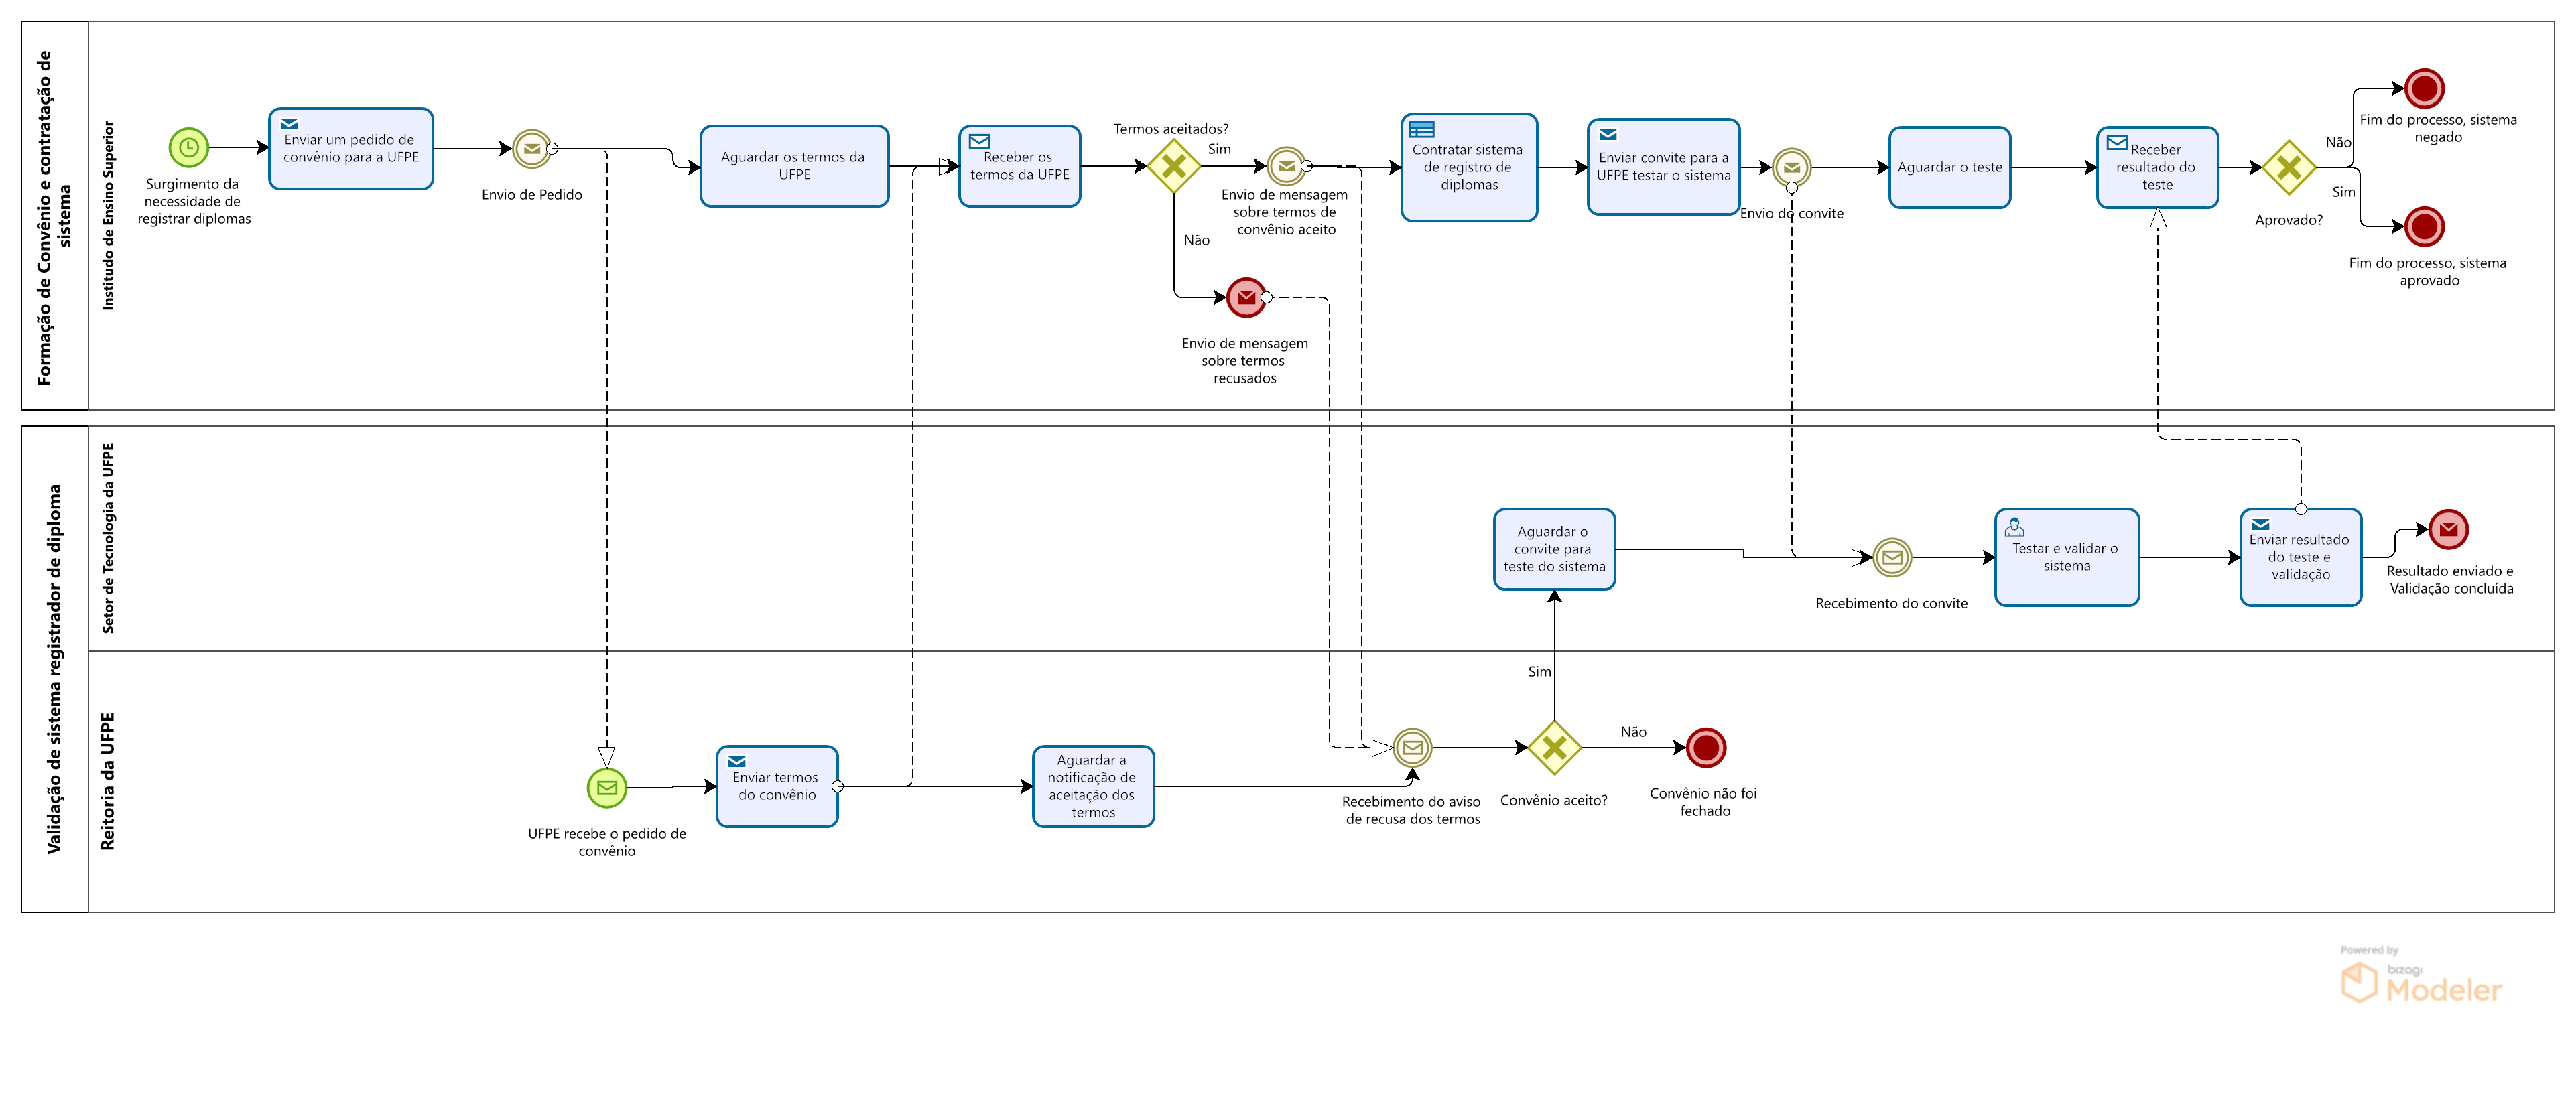 Formação de Convênio e contratação de
sistema
Institudo de Ensino Superior
Surgimento da
necessidade de
registrar diplomas
Enviar um pedido de
convênio para a UFPE
Envio de Pedido
Aguardar os termos da
UFPE
Receber os
termos da UFPE
Termos aceitados?
Sim
Não
Envio de mensagem
sobre termos de
convênio aceito
Envio de mensagem
sobre termos
recusados
Contratar sistema
de registro de
diplomas
Enviar convite para a
UFPE testar o sistema
Envio do convite
Aguardar o teste
Receber
resultado do
teste
Aprovado?
Não
Sim
Fim do processo, sistema
negado
Fim do processo, sistema
aprovado
Validação de sistema registrador de diploma
Setor de Tecnologia da UFPE
Aguardar o
convite para
teste do sistema
Recebimento do convite
Testar e validar o
sistema
Enviar resultado
do teste e
validação
Resultado enviado e
Validação concluída
Reitoria da UFPE
UFPE recebe o pedido de
convênio
Enviar termos
do convênio
Aguardar a
notificação de
aceitação dos
termos
Recebimento do aviso
de recusa dos termos
Convênio aceito?
Sim
Não
Convênio não foi
fechado
Powered by
bizagi
Modeler